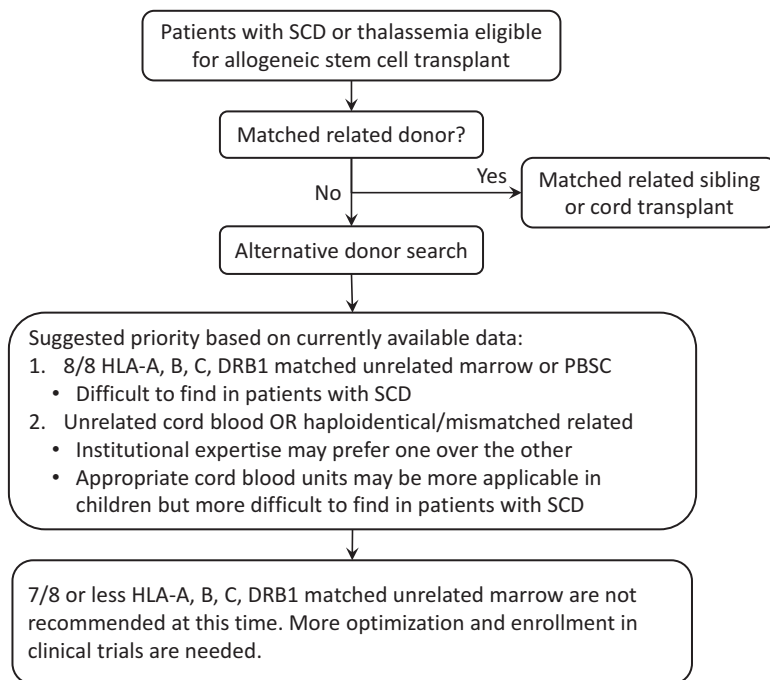 Patients with SCD or thalassemia eligible
for allogeneic stem cell transplant
Matched related donor?
Yes
No
Matched related sibling
or cord transplant
Alternative donor search
Suggested priority based on currently available data:
1. 8/8 HLA-A, B, C, DRB1 matched unrelated marrow or PBSC
• Difficult to find in patients with SCD
2. Unrelated cord blood OR haploidentical/mismatched related
• Institutional expertise may prefer one over the other
• Appropriate cord blood units may be more applicable in
children but more difficult to find in patients with SCD
7/8 or less HLA-A, B, C, DRB1 matched unrelated marrow are not
recommended at this time. More optimization and enrollment in
clinical trials are needed.